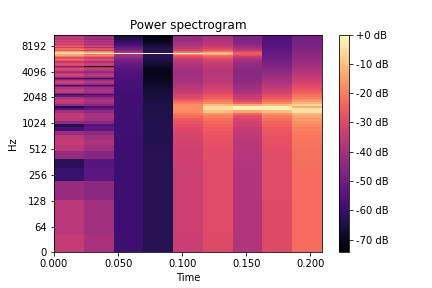 Power spectrogram
8192
4096
2048
1024
512
256
128
64
0
Hz
0.000 0.050 0.100 0.150 0.200
Time
+0 dB
-10 dB
-20 dB
-30 dB
-40 dB
-50 dB
-60 dB
-70 dB